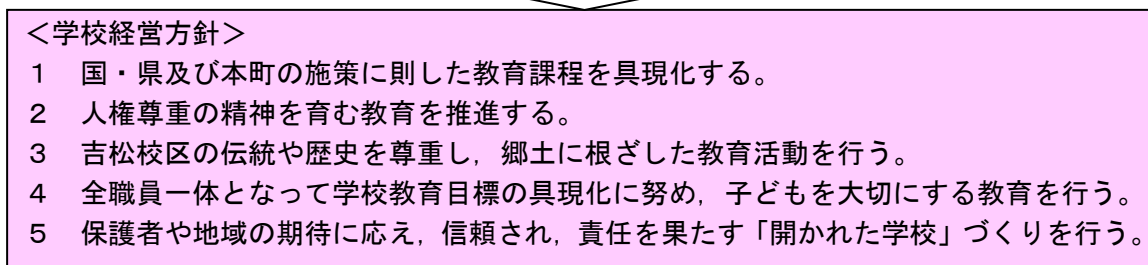 ＜学校経営方針＞
１　国・県及び本町の施策に則した教育課程を具現化する。
２　人権尊重の精神を育む教育を推進する。
３　吉松校区の伝統や歴史を尊重し，郷土に根ざした教育活動を行う。
４　全職員一体となって学校教育目標の具現化に努め，子どもを大切にする教育を行う。
５　保護者や地域の期待に応え，信頼され，責任を果たす「開かれた学校」づくりを行う。